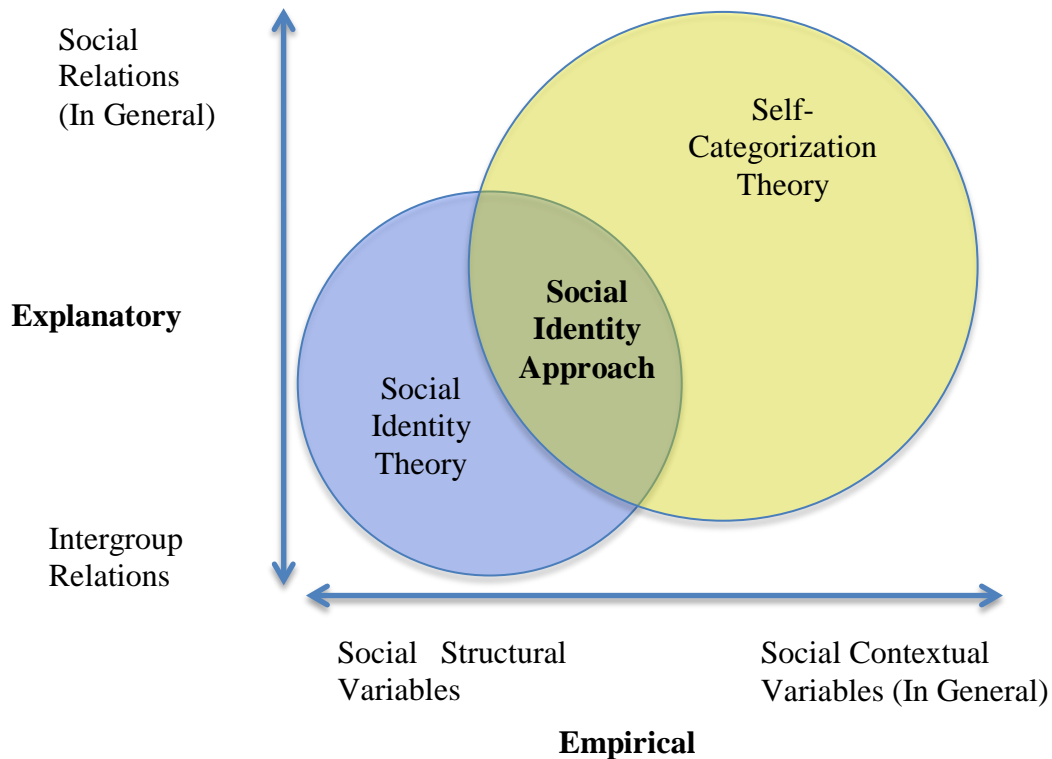 Social
Relations
(In General)
Self-
Categorization
Theory
Explanatory
Social
Identity
Approach
Social
Identity
Theory
Intergroup
Relations
Social Structural
Variables
Social Contextual
Variables (In General)
Empirical